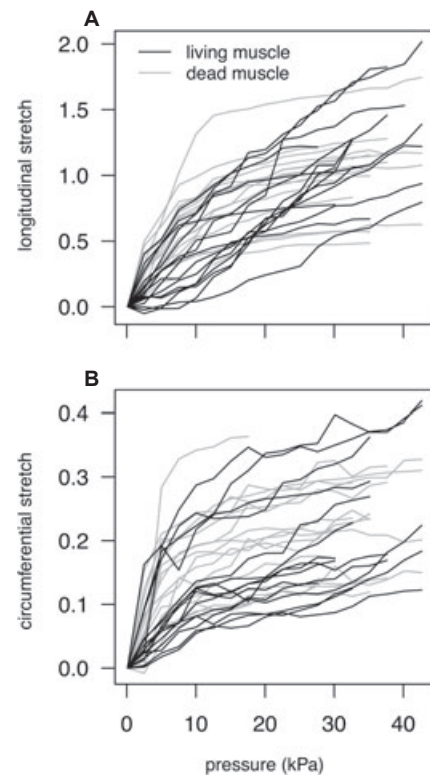 A
living muscle
dead muscle
2.0
1.5
1.0
0.5
0.0
longitudinal stretch
B
0.4
0.3
0.2
0.1
0.0
circumferential stretch
0 10 20 30 40
pressure (kPa)